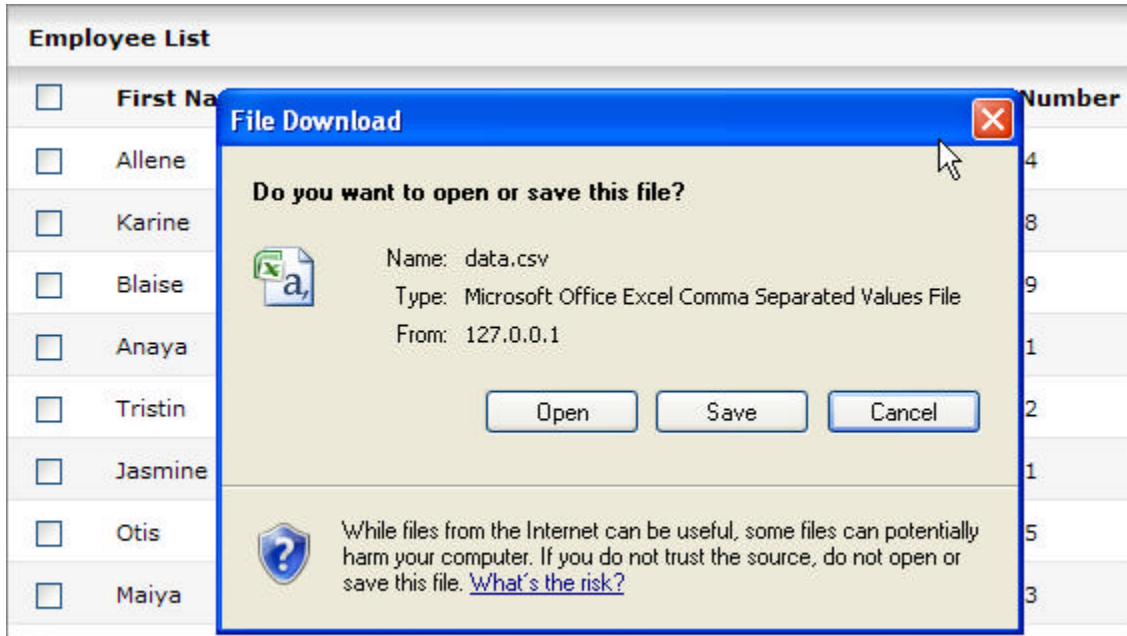 Employee List
First Na
Number
File Download
Allene
4
Do you want to open or save this file?
Karine
8
Name: data.csv
Blaise
9
Type: Microsoft Office Excel Comma Separated Values File
From: 127.0.0.1
Anaya
1
Tristin
2
Open
Save
Cancel
Jasmine
1
Otis
5
While files from the Internet can be useful, some files can potentially
harm your computer. If you do not trust the source, do not open or
save this file. What's the risk?
Maiya
3